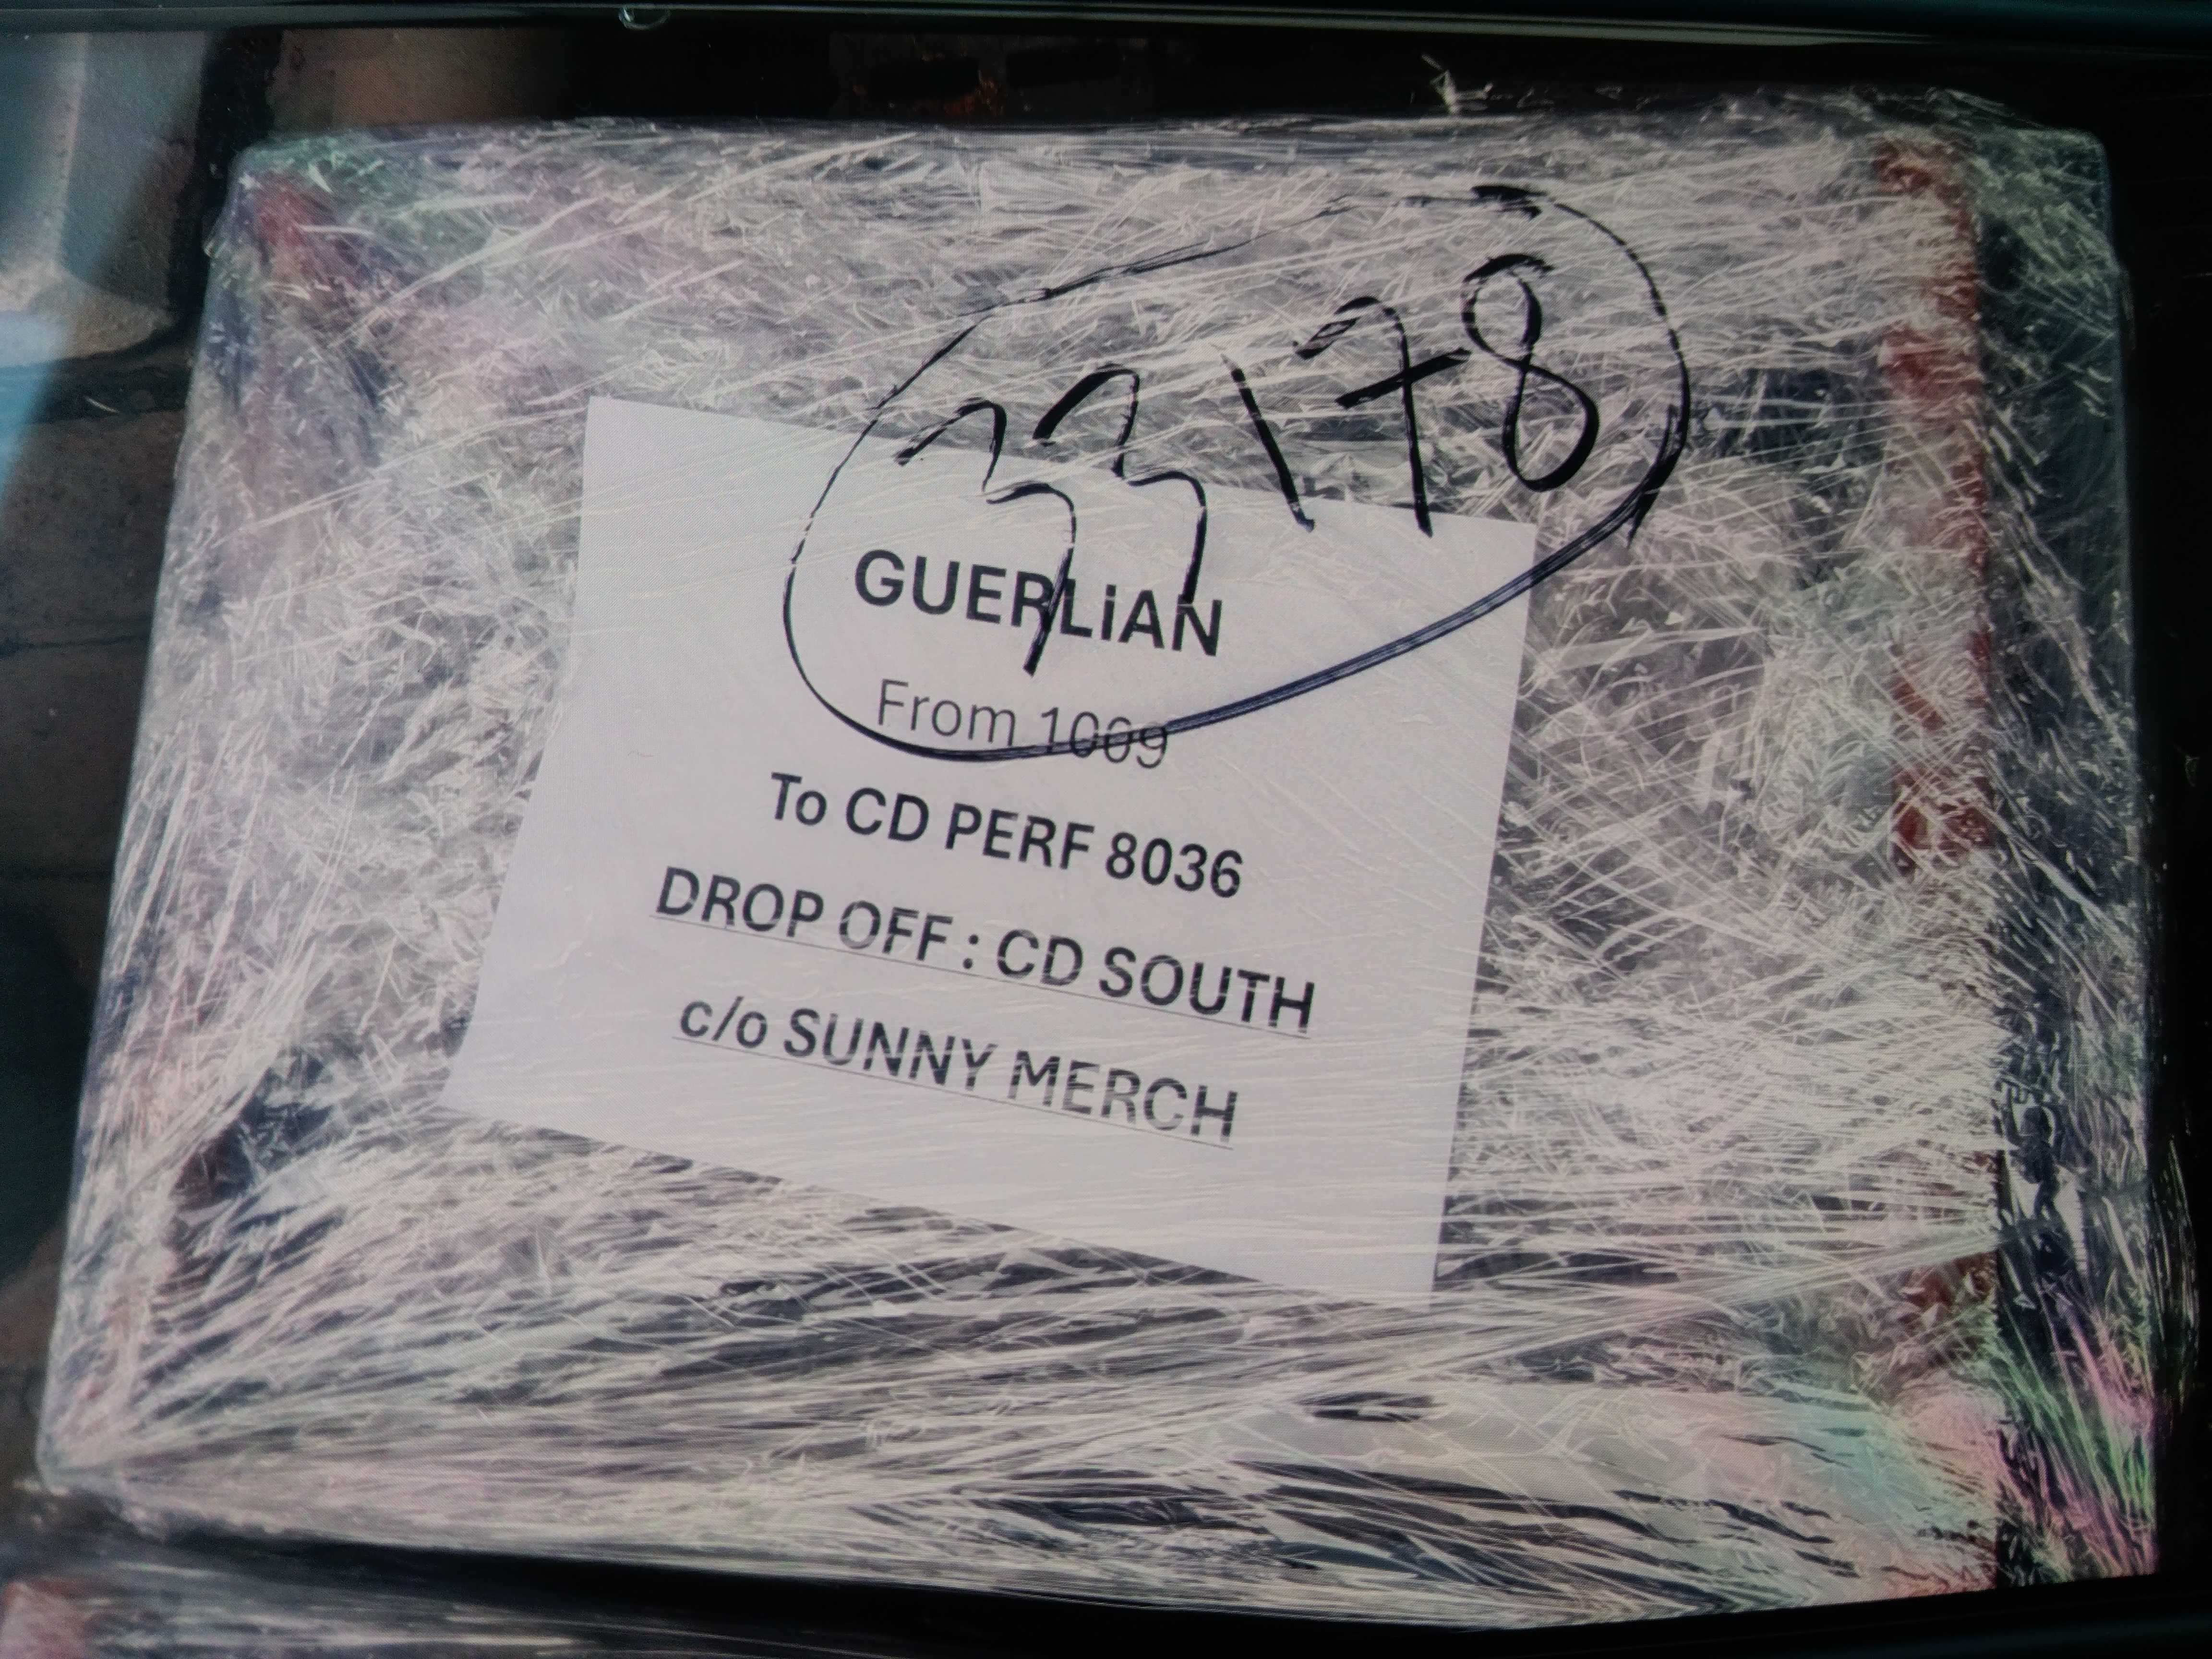 33178
GUERLiAN
From 1009
To CD PERF 8036
DROP OFF : CD SOUTH
c/o SUNNY MERCH